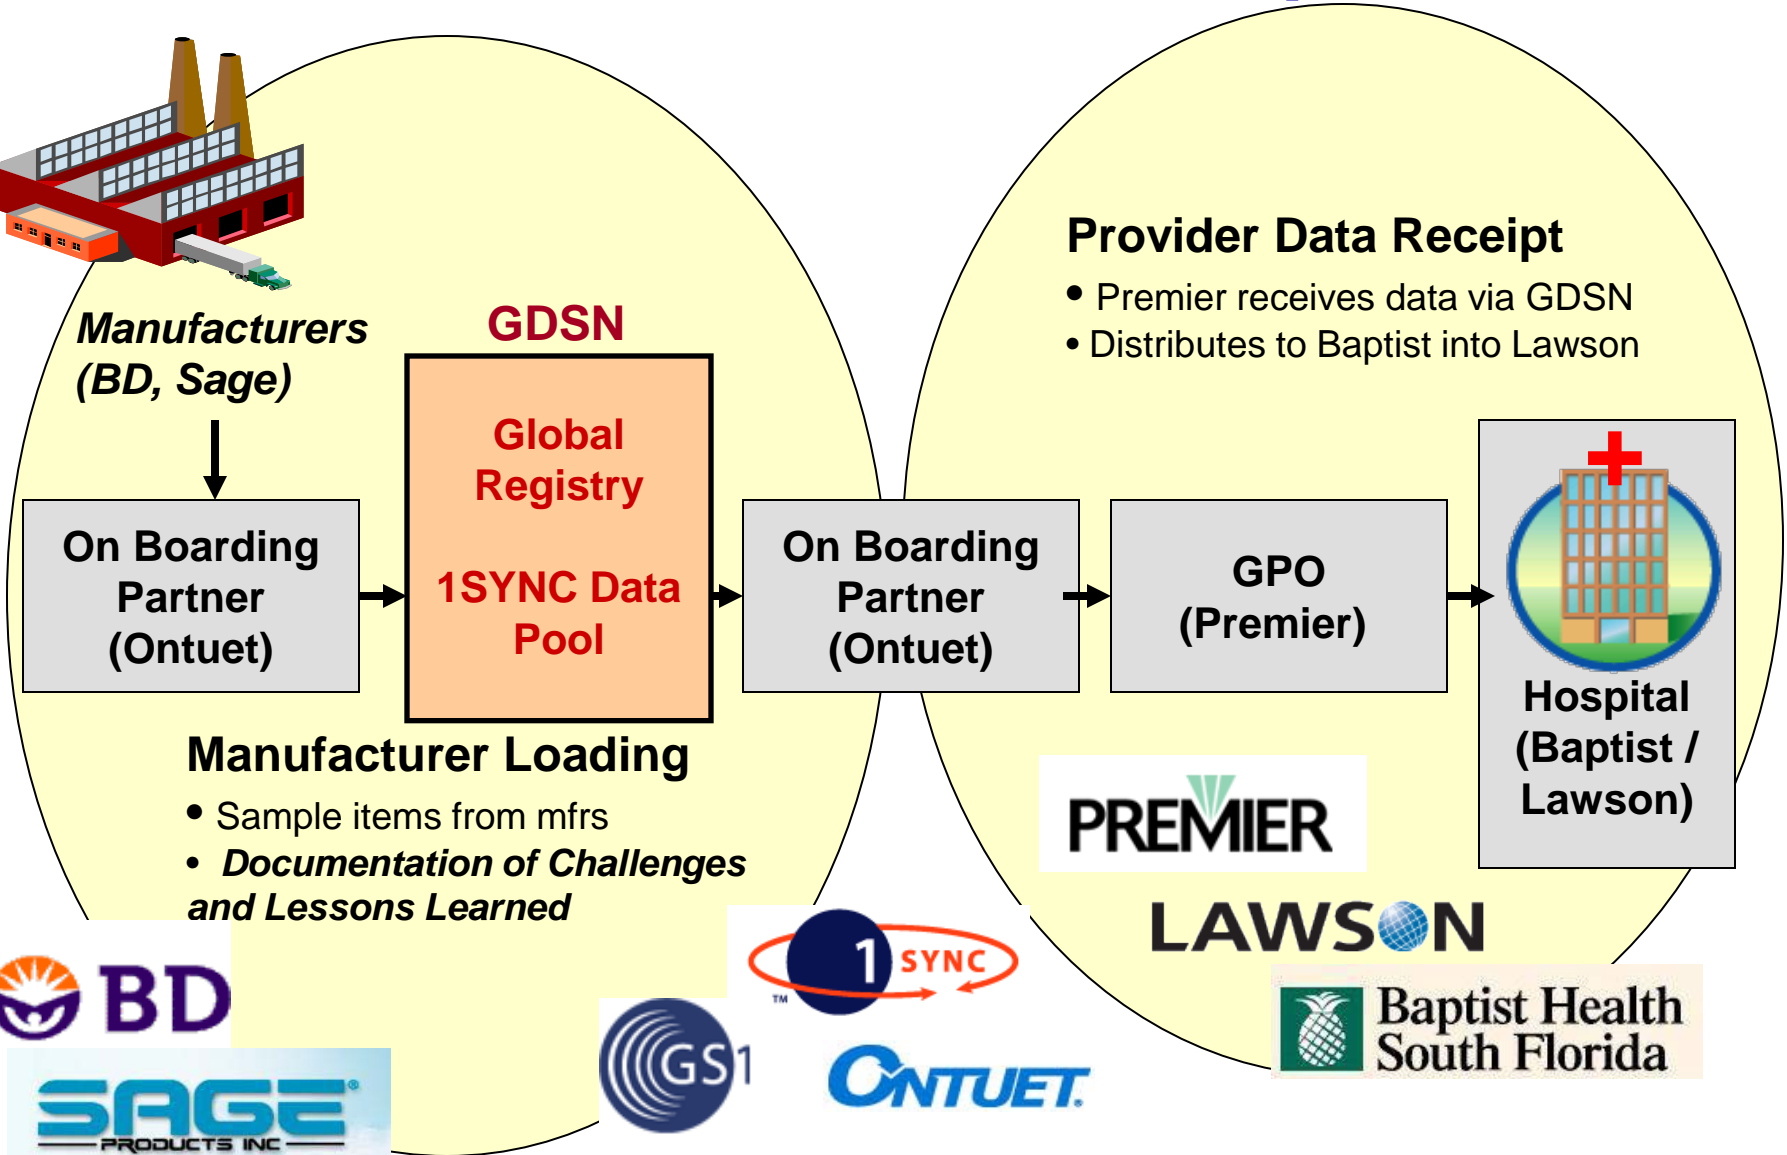 Manufacturers
(BD, Sage)
GDSN
Global
Registry
1SYNC Data
Pool
On Boarding
Partner
(Ontuet)
On Boarding
Partner
(Ontuet)
Manufacturer Loading
• Sample items from mfrs
• Documentation of Challenges
and Lessons Learned
Provider Data Receipt
• Premier receives data via GDSN
• Distributes to Baptist into Lawson
GPO
(Premier)
Hospital
(Baptist /
Lawson)
PREMIER
LAWSON
Baptist Health
South Florida
1 SYNC
TM
GS1
ONTUET.
BD
SAGE®
PRODUCTS INC